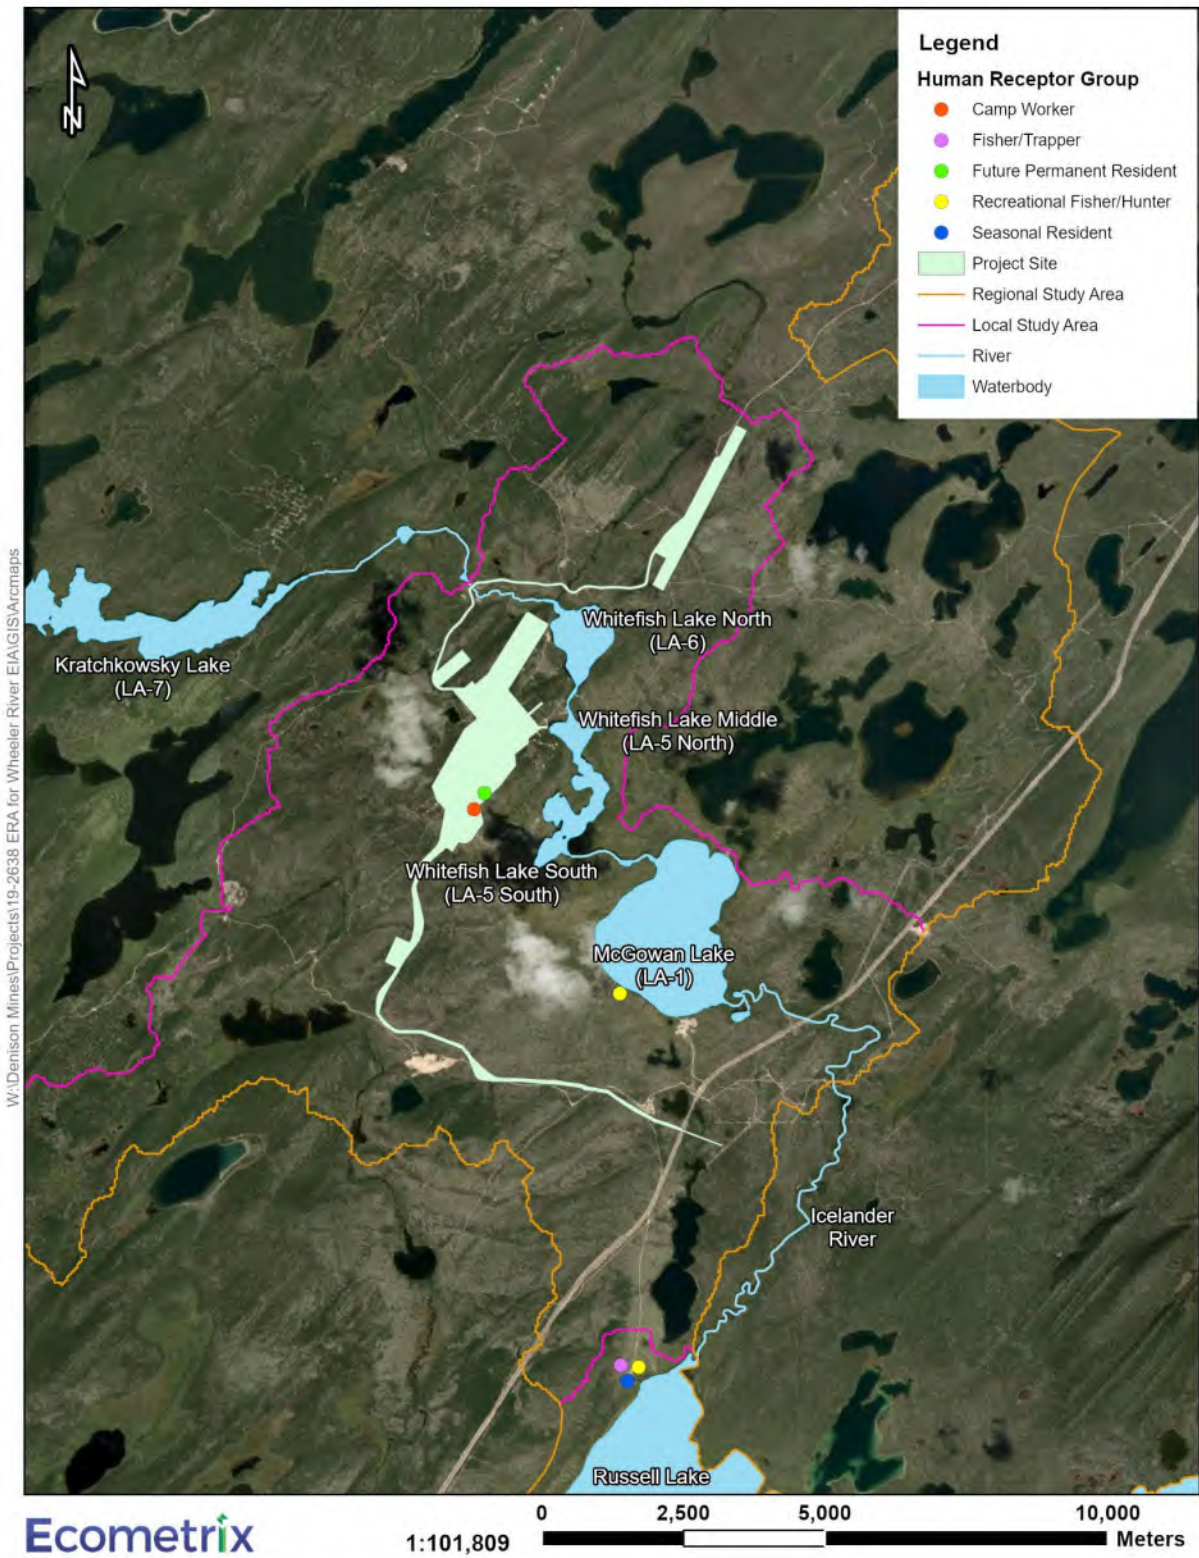 Legend
Human Receptor Group
Camp Worker
Fisher/Trapper
Future Permanent Resident
Recreational Fisher/Hunter
Seasonal Resident
Project Site
Regional Study Area
Local Study Area
River
Waterbody
N
W:\Denison Mines\Projects\19-2638 ERA for Wheeler River EIA\GIS\Arcmaps
Whitefish Lake North
(LA-6)
Kratchkowsky Lake
(LA-7)
Whitefish Lake Middle
(LA-5 North)
Whitefish Lake South
(LA-5 South)
McGowan Lake
(LA-1)
Icelander
River
Russell Lake
Ecometrix
1:101,809
0 2,500 5,000 10,000
Meters